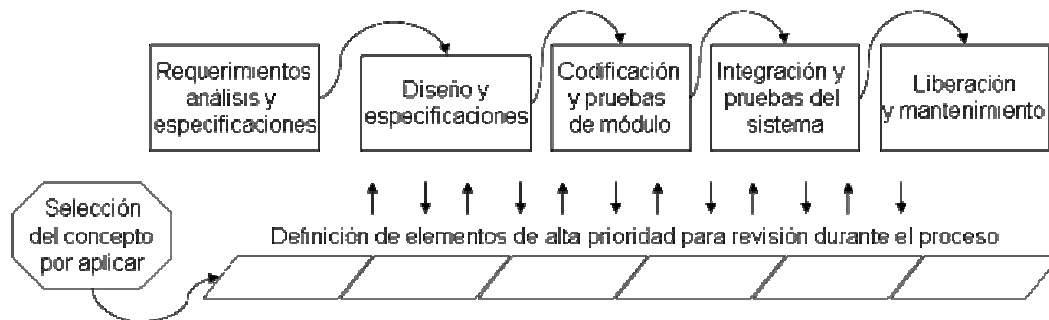 Requerimientos
análisis y
especificaciones
Diseño y
especificaciones
Codificación
y pruebas
de módulo
Integración y
pruebas del
sistema
Liberación
y mantenimiento
Selección
del concepto
por aplicar
Definición de elementos de alta prioridad para revisión durante el proceso